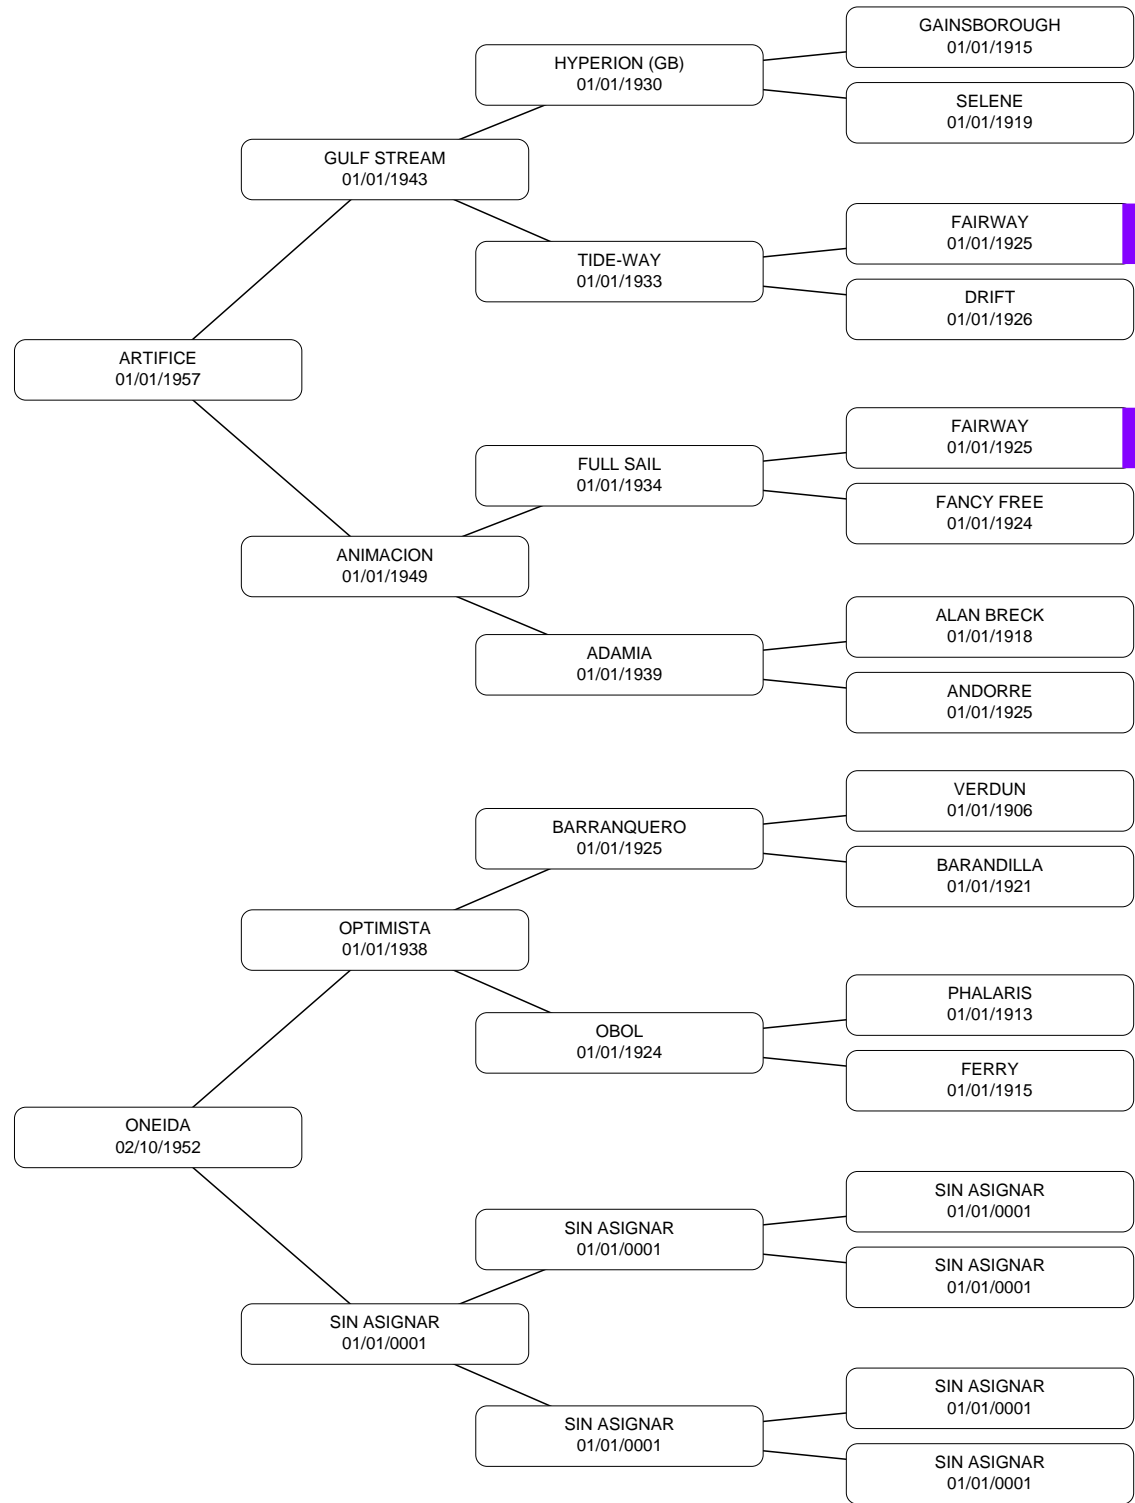 GAINSBOROUGH
01/01/1915
HYPERION (GB)
01/01/1930
SELENE
01/01/1919
GULF STREAM
01/01/1943
FAIRWAY
01/01/1925
TIDE-WAY
01/01/1933
DRIFT
01/01/1926
ARTIFICE
01/01/1957
FAIRWAY
01/01/1925
FULL SAIL
01/01/1934
FANCY FREE
01/01/1924
ANIMACION
01/01/1949
ALAN BRECK
01/01/1918
ADAMIA
01/01/1939
ANDORRE
01/01/1925
VERDUN
01/01/1906
BARRANQUERO
01/01/1925
BARANDILLA
01/01/1921
OPTIMISTA
01/01/1938
PHALARIS
01/01/1913
OBOL
01/01/1924
FERRY
01/01/1915
ONEIDA
02/10/1952
SIN ASIGNAR
01/01/0001
SIN ASIGNAR
01/01/0001
SIN ASIGNAR
01/01/0001
SIN ASIGNAR
01/01/0001
SIN ASIGNAR
01/01/0001
SIN ASIGNAR
01/01/0001
SIN ASIGNAR
01/01/0001